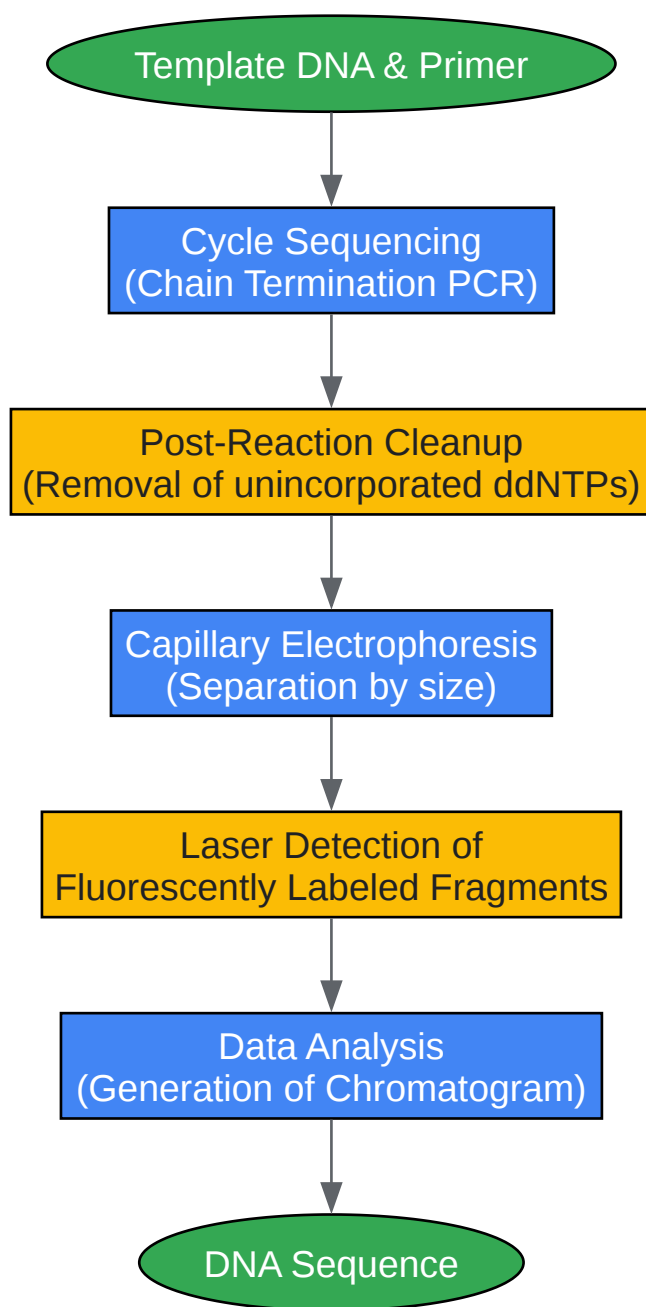 Template DNA & Primer
Cycle Sequencing
(Chain Termination PCR)
Post-Reaction Cleanup
(Removal of unincorporated ddNTPs)
Capillary Electrophoresis
(Separation by size)
Laser Detection of
Fluorescently Labeled Fragments
Data Analysis
(Generation of Chromatogram)
DNA Sequence